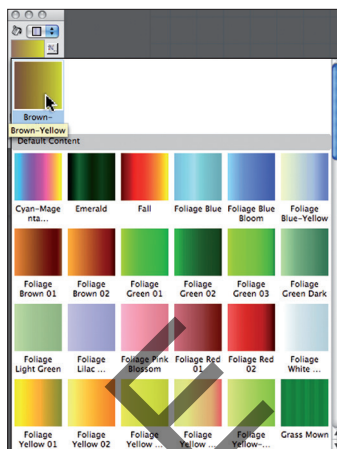 Brown-
Brown-Yellow
Default Content
Cyan-Mage nta... Emerald Fall Foliage Blue Foliage Blue Bloom Foliage Blue-Yellow
Foliage Brown 01 Foliage Brown 02 Foliage Green 01 Foliage Green 02 Foliage Green 03 Foliage Green Dark
Foliage Light Green Foliage Lilac ... Foliage Pink Blossom Foliage Red 01 Foliage Red 02 Foliage White ...
Foliage Yellow 01 Foliage Yellow 02 Foliage Yellow ... Foliage Yellow ... Foliage Yellow-... Grass Mown